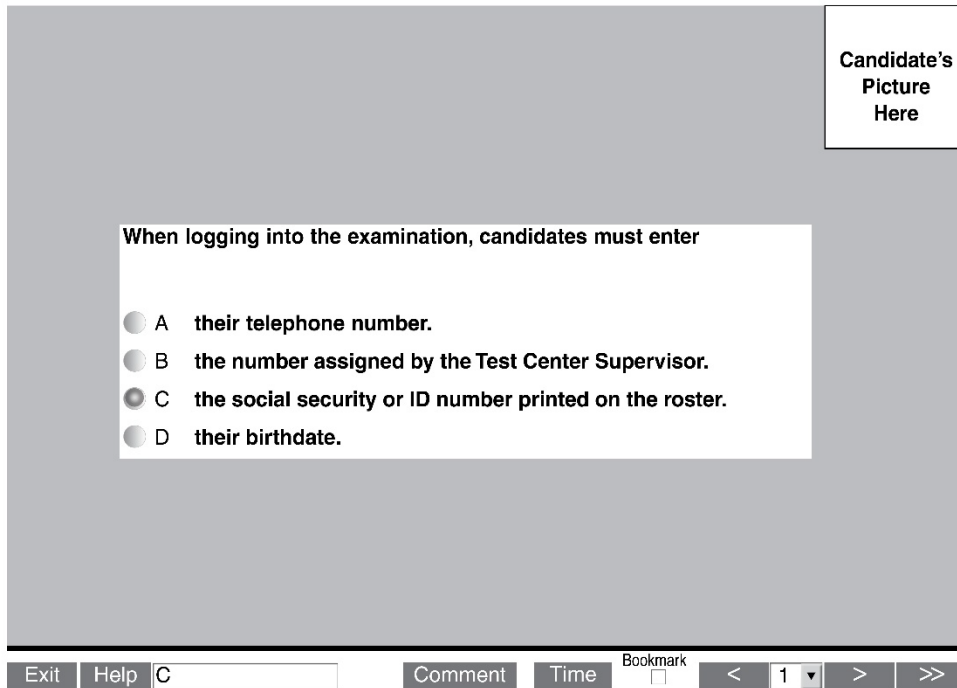 Candidate's
Picture
Here
When logging into the examination, candidates must enter
A their telephone number.
B the number assigned by the Test Center Supervisor.
C the social security or ID number printed on the roster.
D their birthdate.
Bookmark
Exit Help C Comment Time < 1 > >>